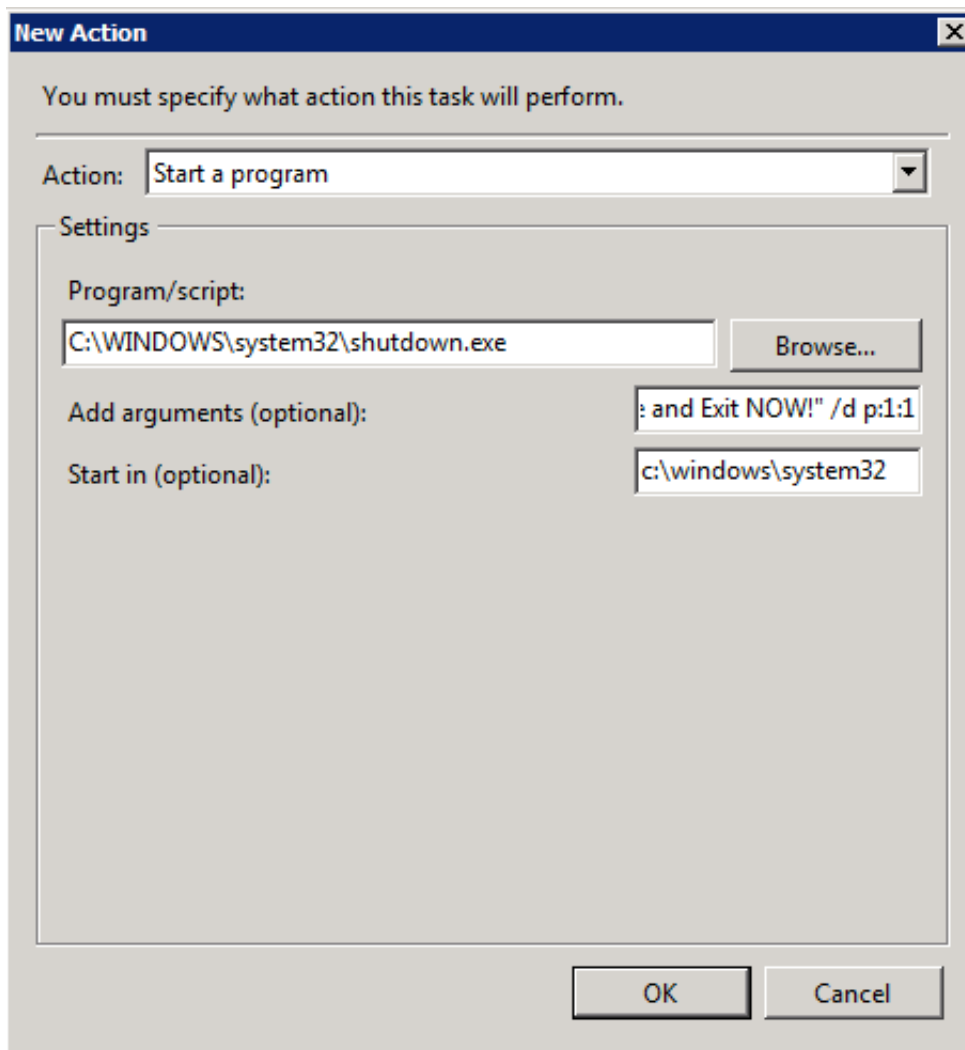 New Action
You must specify what action this task will perform.
Action: Start a program
Settings
Program/script:
C:\WINDOWS\system32\shutdown.exe Browse...
Add arguments (optional): and Exit NOW!" /d p:1:1
Start in (optional): c:\windows\system32
OK Cancel